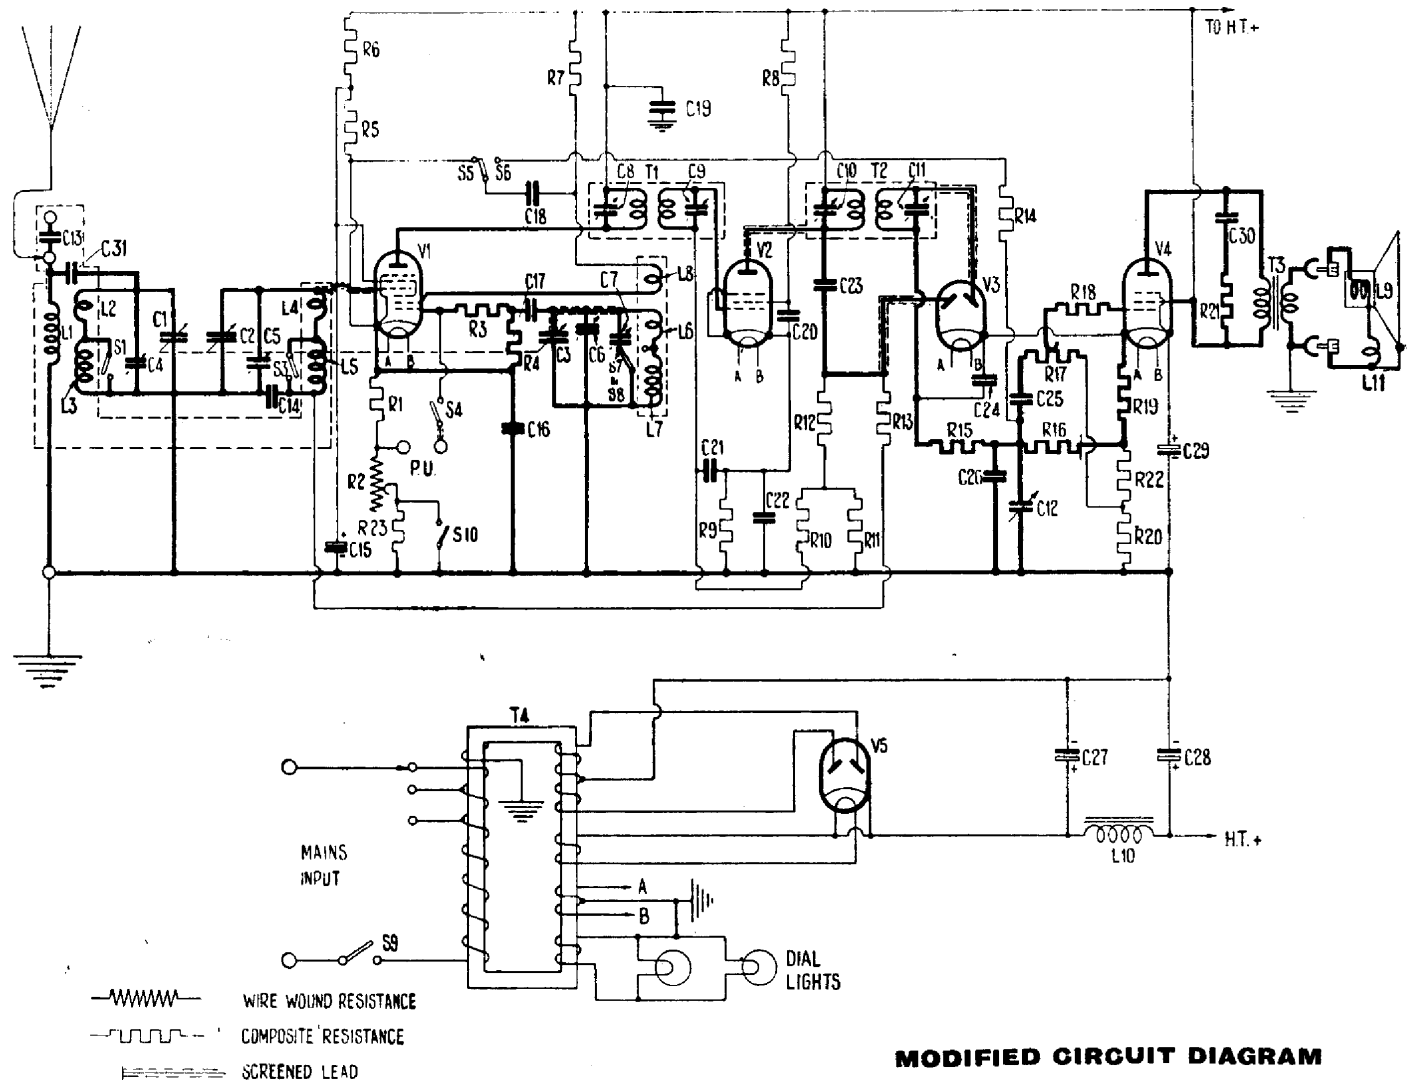 TO H.T.+
R6
R7
R8
C19
R5
S5
S6
C18
C8
T1
C9
C10
T2
C11
R14
C13
C31
V1
V2
V3
V4
C30
T3
R21
L9
L11
L1
L2
C1
C2
C5
L4
S1
C4
L3
C14
L5
C17
R3
R4
C3
C6
C7
L8
L6
S7
S8
L7
A
B
C20
A
B
C23
A
B
C24
R18
R17
C25
A
B
R19
R1
S4
P.U.
C16
R2
R23
S10
C15
C21
R9
C22
R12
R10
R11
R13
R15
R16
C26
C12
R22
R20
C29
T4
V5
C27
C28
L10
H.T.+
MAINS
INPUT
A
B
S9
DIAL
LIGHTS
WIRE WOUND RESISTANCE
COMPOSITE RESISTANCE
SCREENED LEAD
MODIFIED CIRCUIT DIAGRAM